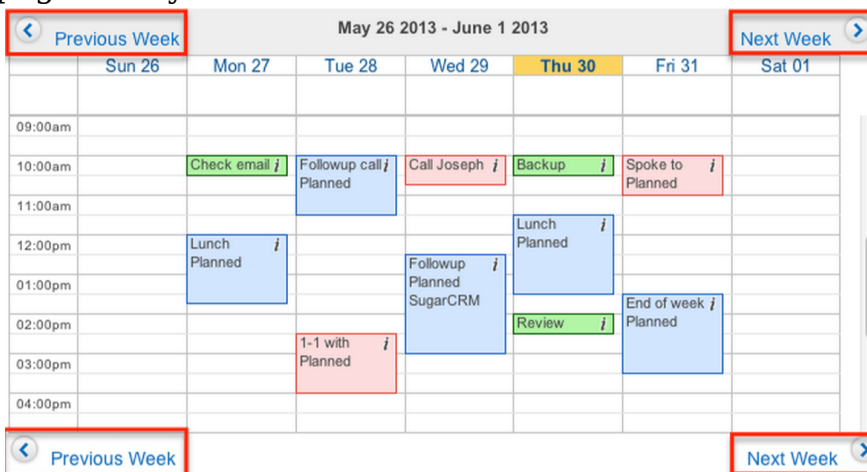 Previous Week
May 26 2013 - June 1 2013
Next Week
Sun 26 Mon 27 Tue 28 Wed 29 Thu 30 Fri 31 Sat 01
09:00am
10:00am
Check email i
Followup call i
Planned
Call Joseph i
Backup i
Spoke to i
Planned
11:00am
Lunch i
Planned
12:00pm
Lunch i
Planned
Followup i
Planned
SugarCRM
01:00pm
End of week i
Planned
02:00pm
Review i
1-1 with i
Planned
03:00pm
04:00pm
Previous Week
Next Week